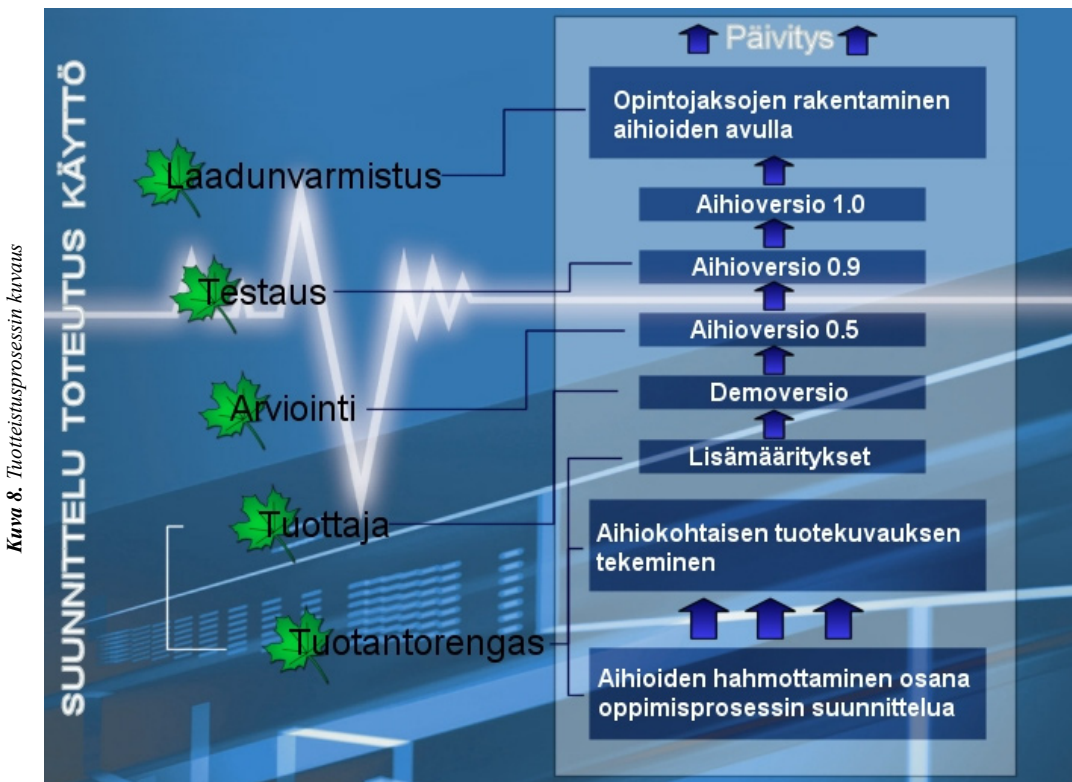 Kuva 8. Tuotteistusprosessin kuvaus
SUUNNITTELU TOTEUTUS KÄYTTÖ
Laadunvarmistus
Testaus
Arviointi
Tuottaja
Tuotantorengas
Päivitys
Opintojaksojen rakentaminen
aihioiden avulla
Aihioversio 1.0
Aihioversio 0.9
Aihioversio 0.5
Demoversio
Lisämääritykset
Aihiokohtaisen tuotekuvauksen
tekeminen
Aihioiden hahmottaminen osana
oppimisprosessin suunnittelua